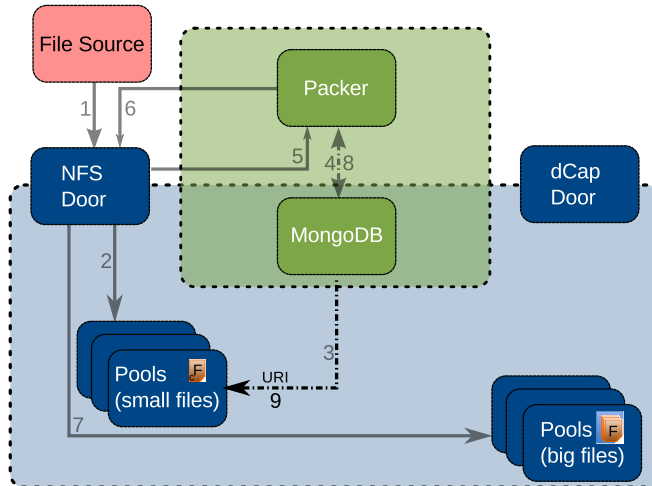 File Source
Packer
1
6
5
4
8
NFS
Door
dCap
Door
MongoDB
2
3
Pools
F
c
(small files)
URI
9
7
Pools
F
(big files)